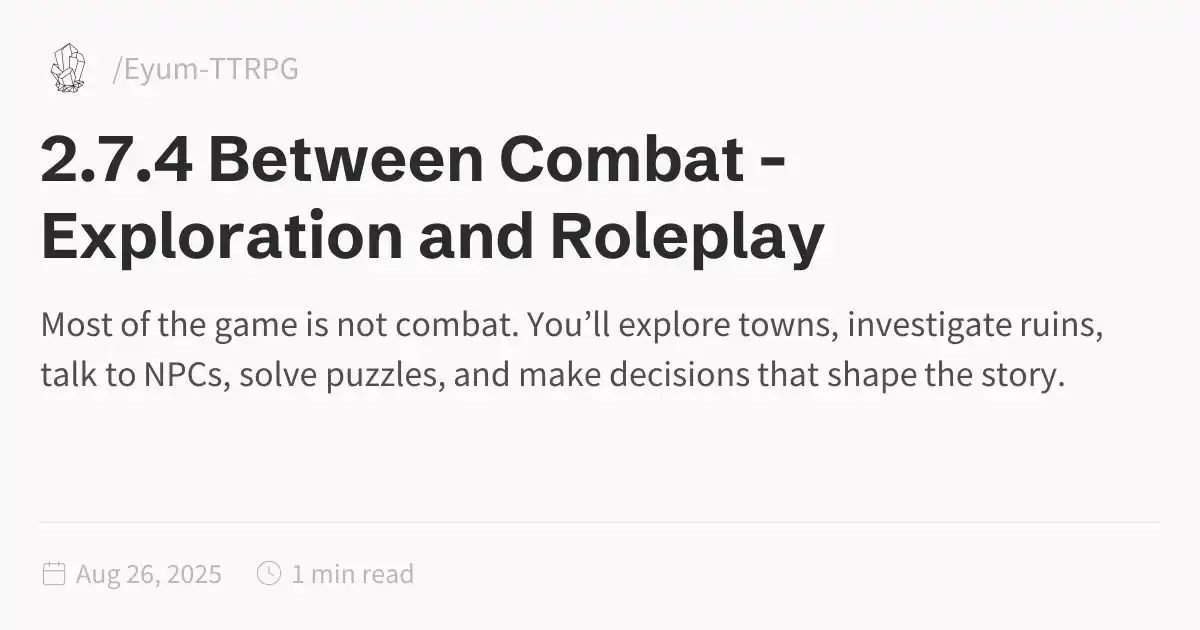 /Eyum-TTRPG
2.7.4 Between Combat -
Exploration and Roleplay
Most of the game is not combat. You’ll explore towns, investigate ruins,
talk to NPCs, solve puzzles, and make decisions that shape the story.
Aug 26, 2025 1 min read